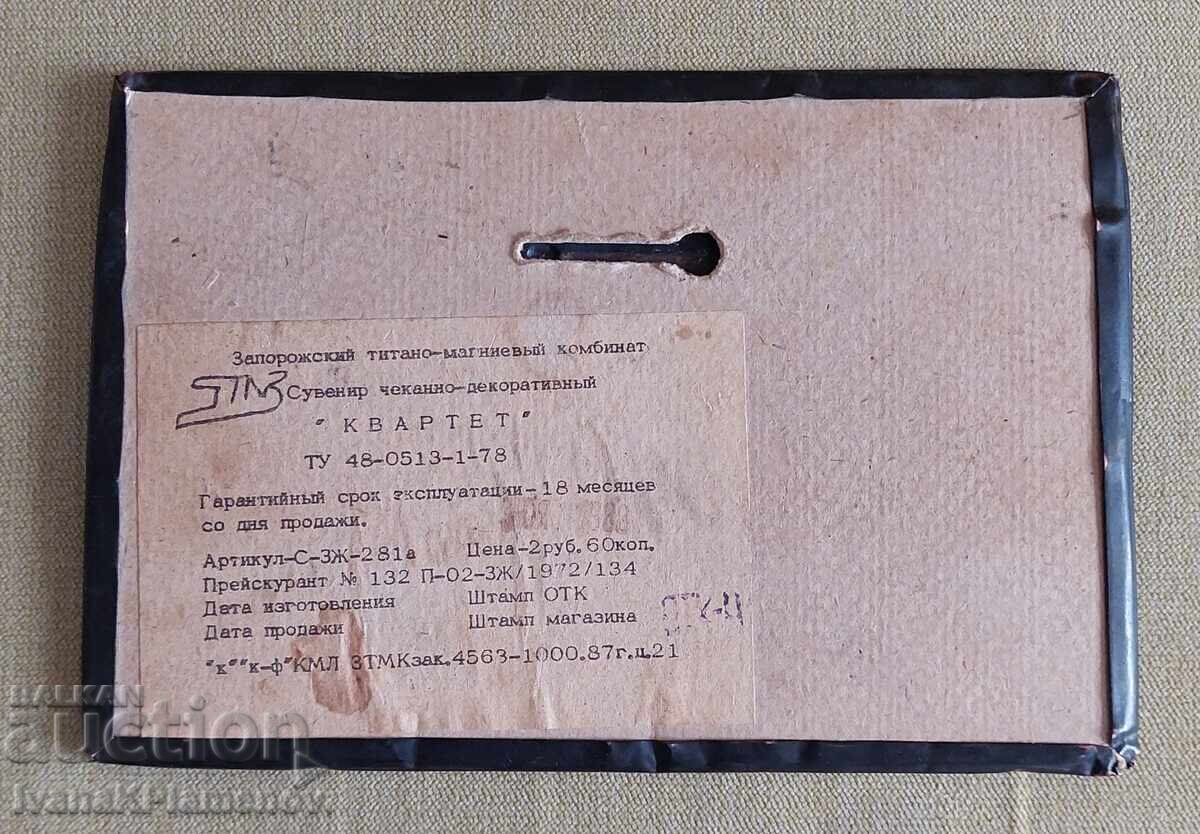 Запорожский титано-магниевый комбинат
Сувенир чеканно-декоративный
"КВАРТЕТ"
ТУ 48-0513-1-78
Гарантийный срок эксплуатации-18 месяцев
со дня продажи.
Артикул-С-ЗЖ-281а Цена-2руб.60коп.
Прейскурант № 132 П-02-ЗЖ/1972/134
Дата изготовления Штамп ОТК
Дата продажи Штамп магазина
"к""к-ф"КМЛ ЗТМКзак.4563-1000.87г.ц.21
BALKAN
auction
IvanaKPlamenov.